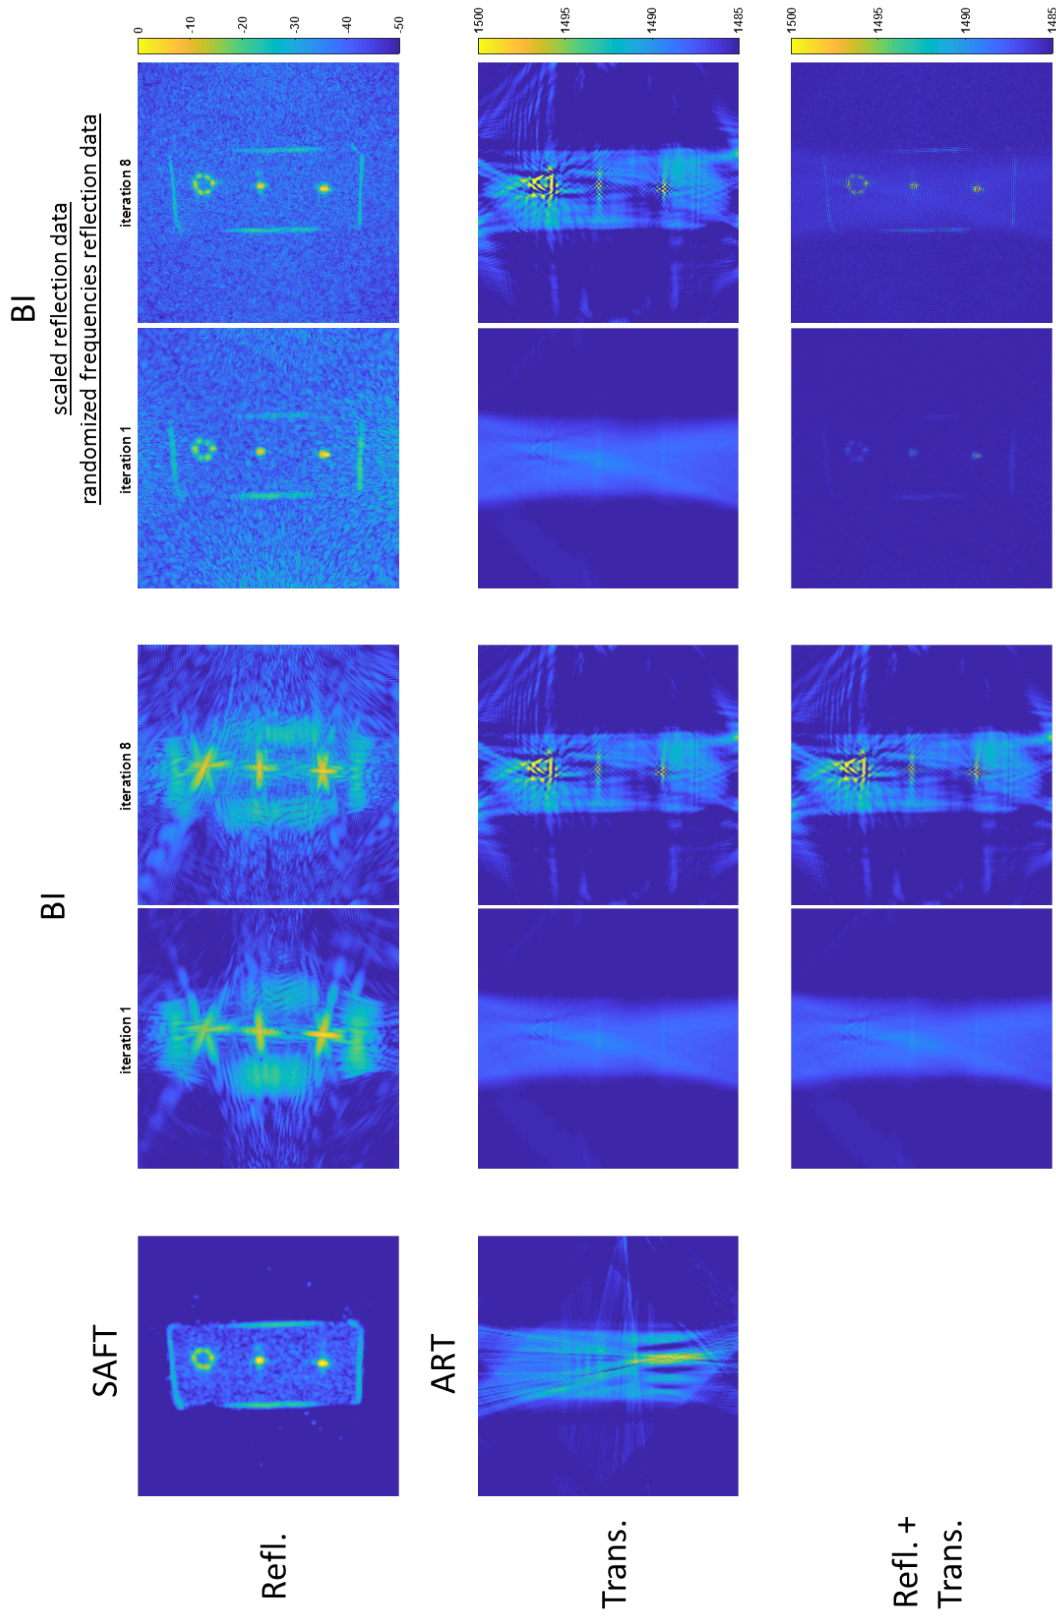 SAFT
BI
BI
scaled reflection data
randomized frequencies reflection data
iteration 1
iteration 8
iteration 1
iteration 8
Refl.
0
-10
-20
-30
-40
-50
ART
Trans.
1500
1495
1490
1485
Refl. +
Trans.
1500
1495
1490
1485